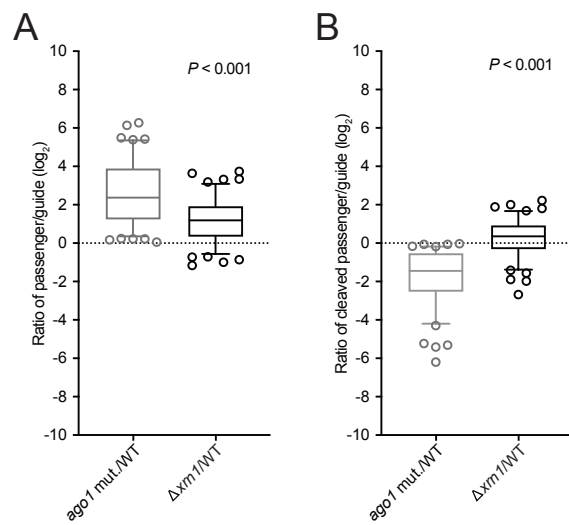 A
Ratio of passenger/guide (log₂)
10
8
6
4
2
0
-2
-4
-6
-8
-10
P < 0.001
ago1 mut./WT
Δxrn1/WT
B
Ratio of cleaved passenger/guide (log₂)
10
8
6
4
2
0
-2
-4
-6
-8
-10
P < 0.001
ago1 mut./WT
Δxrn1/WT